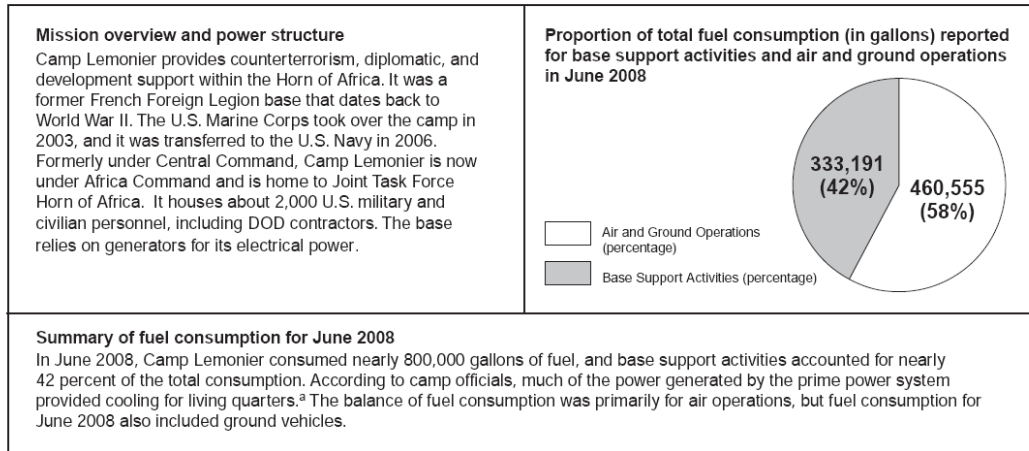 Mission overview and power structure
Camp Lemonier provides counterterrorism, diplomatic, and
development support within the Horn of Africa. It was a
former French Foreign Legion base that dates back to
World War II. The U.S. Marine Corps took over the camp in
2003, and it was transferred to the U.S. Navy in 2006.
Formerly under Central Command, Camp Lemonier is now
under Africa Command and is home to Joint Task Force
Horn of Africa. It houses about 2,000 U.S. military and
civilian personnel, including DOD contractors. The base
relies on generators for its electrical power.
Proportion of total fuel consumption (in gallons) reported
for base support activities and air and ground operations
in June 2008
333,191
(42%)
460,555
(58%)
Air and Ground Operations
(percentage)
Base Support Activities (percentage)
Summary of fuel consumption for June 2008
In June 2008, Camp Lemonier consumed nearly 800,000 gallons of fuel, and base support activities accounted for nearly
42 percent of the total consumption. According to camp officials, much of the power generated by the prime power system
provided cooling for living quarters.a The balance of fuel consumption was primarily for air operations, but fuel consumption for
June 2008 also included ground vehicles.